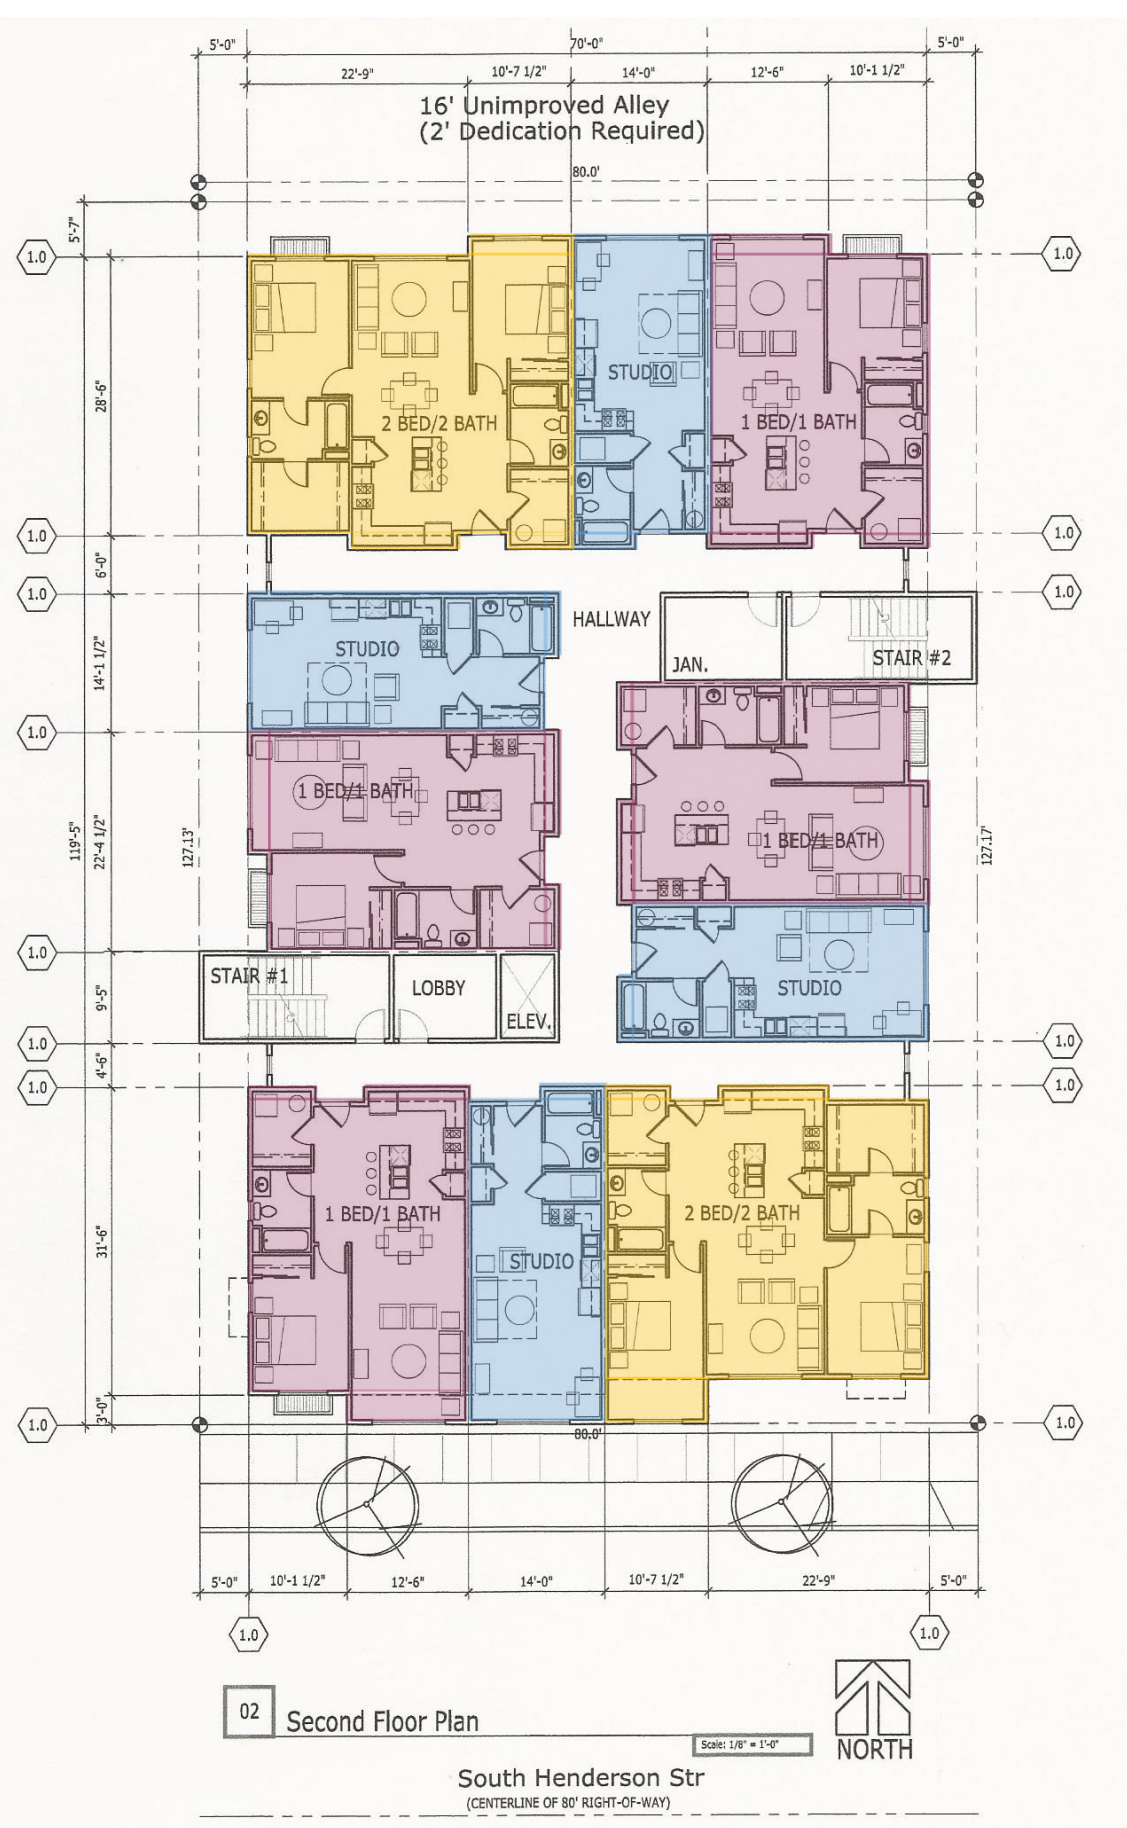 5'-0"
70'-0"
5'-0"
22'-9"
10'-7 1/2"
14'-0"
12'-6"
10'-1 1/2"
16' Unimproved Alley
(2' Dedication Required)
80.0'
5'-7"
1.0
1.0
28'-6"
STUDIO
2 BED/2 BATH
1 BED/1 BATH
1.0
1.0
6'-0"
1.0
1.0
HALLWAY
STUDIO
JAN.
STAIR #2
14'-1 1/2"
1.0
1 BED/1 BATH
119'-5"
22'-4 1/2"
127.13'
1 BED/1 BATH
127.17'
1.0
STAIR #1
LOBBY
STUDIO
9'-5"
ELEV.
1.0
1.0
4'-6"
1.0
1.0
1 BED/1 BATH
2 BED/2 BATH
31'-6"
STUDIO
3'-0"
1.0
1.0
80.0'
5'-0"
10'-1 1/2"
12'-6"
14'-0"
10'-7 1/2"
22'-9"
5'-0"
1.0
1.0
02
Second Floor Plan
Scale: 1/8" = 1'-0"
NORTH
South Henderson Str
(CENTERLINE OF 80' RIGHT-OF-WAY)